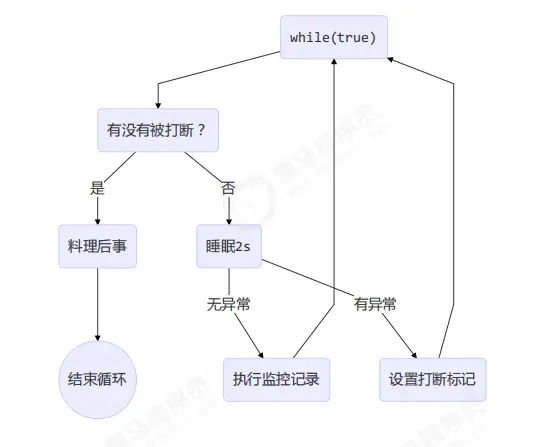 while(true)
有没有被打断？
是
否
料理后事
睡眠2s
无异常
有异常
结束循环
执行监控记录
设置打断标记